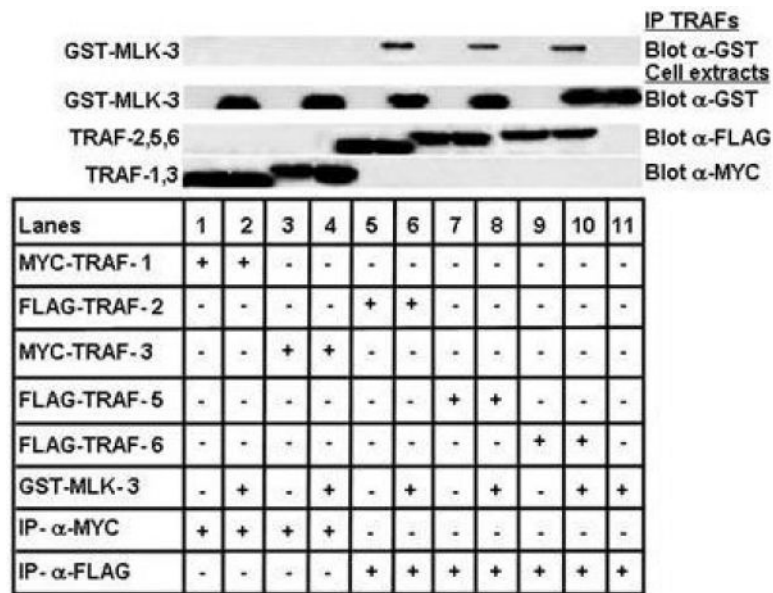 IP TRAFs
GST-MLK-3 Blot α-GST
Cell extracts
GST-MLK-3 Blot α-GST
TRAF-2,5,6 Blot α-FLAG
TRAF-1,3 Blot α-MYC
Lanes 1 2 3 4 5 6 7 8 9 10 11
MYC-TRAF-1 + + - - - - - - - - -
FLAG-TRAF-2 - - - - + + - - - - -
MYC-TRAF-3 - - + + - - - - - - -
FLAG-TRAF-5 - - - - - - + + - - -
FLAG-TRAF-6 - - - - - - - - + + -
GST-MLK-3 - + - + - + - + - + +
IP- α-MYC + + + + - - - - - - -
IP- α-FLAG - - - - + + + + + + +